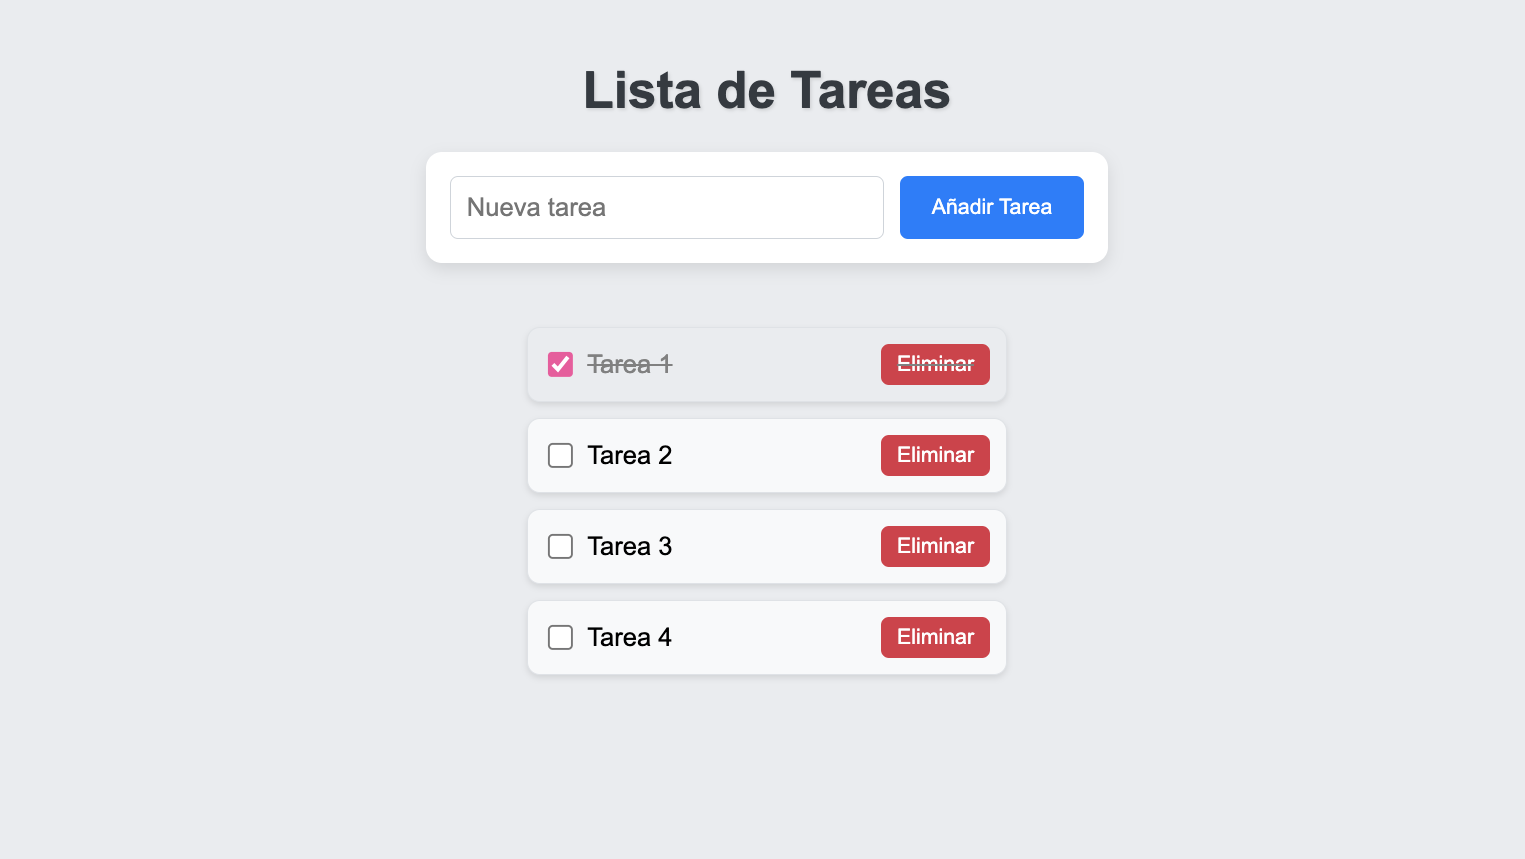 Lista de Tareas
Nueva tarea
Añadir Tarea
Tarea 1
Eliminar
Tarea 2
Eliminar
Tarea 3
Eliminar
Tarea 4
Eliminar